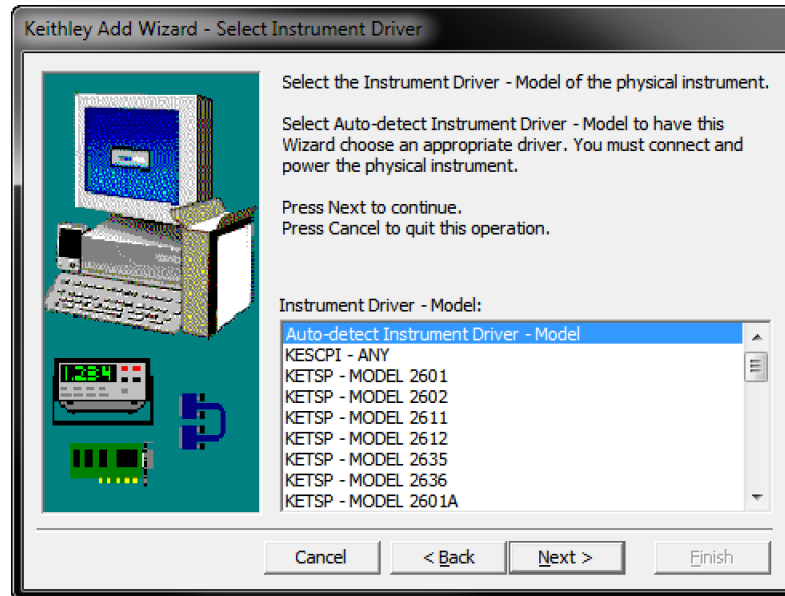 Keithley Add Wizard - Select Instrument Driver
Select the Instrument Driver - Model of the physical instrument.
Select Auto-detect Instrument Driver - Model to have this
Wizard choose an appropriate driver. You must connect and
power the physical instrument.
Press Next to continue.
Press Cancel to quit this operation.
Instrument Driver - Model:
Auto-detect Instrument Driver - Model
KESCPI - ANY
KETSP - MODEL 2601
KETSP - MODEL 2602
KETSP - MODEL 2611
KETSP - MODEL 2612
KETSP - MODEL 2635
KETSP - MODEL 2636
KETSP - MODEL 2601A
1.284
Cancel
< Back
Next >
Finish